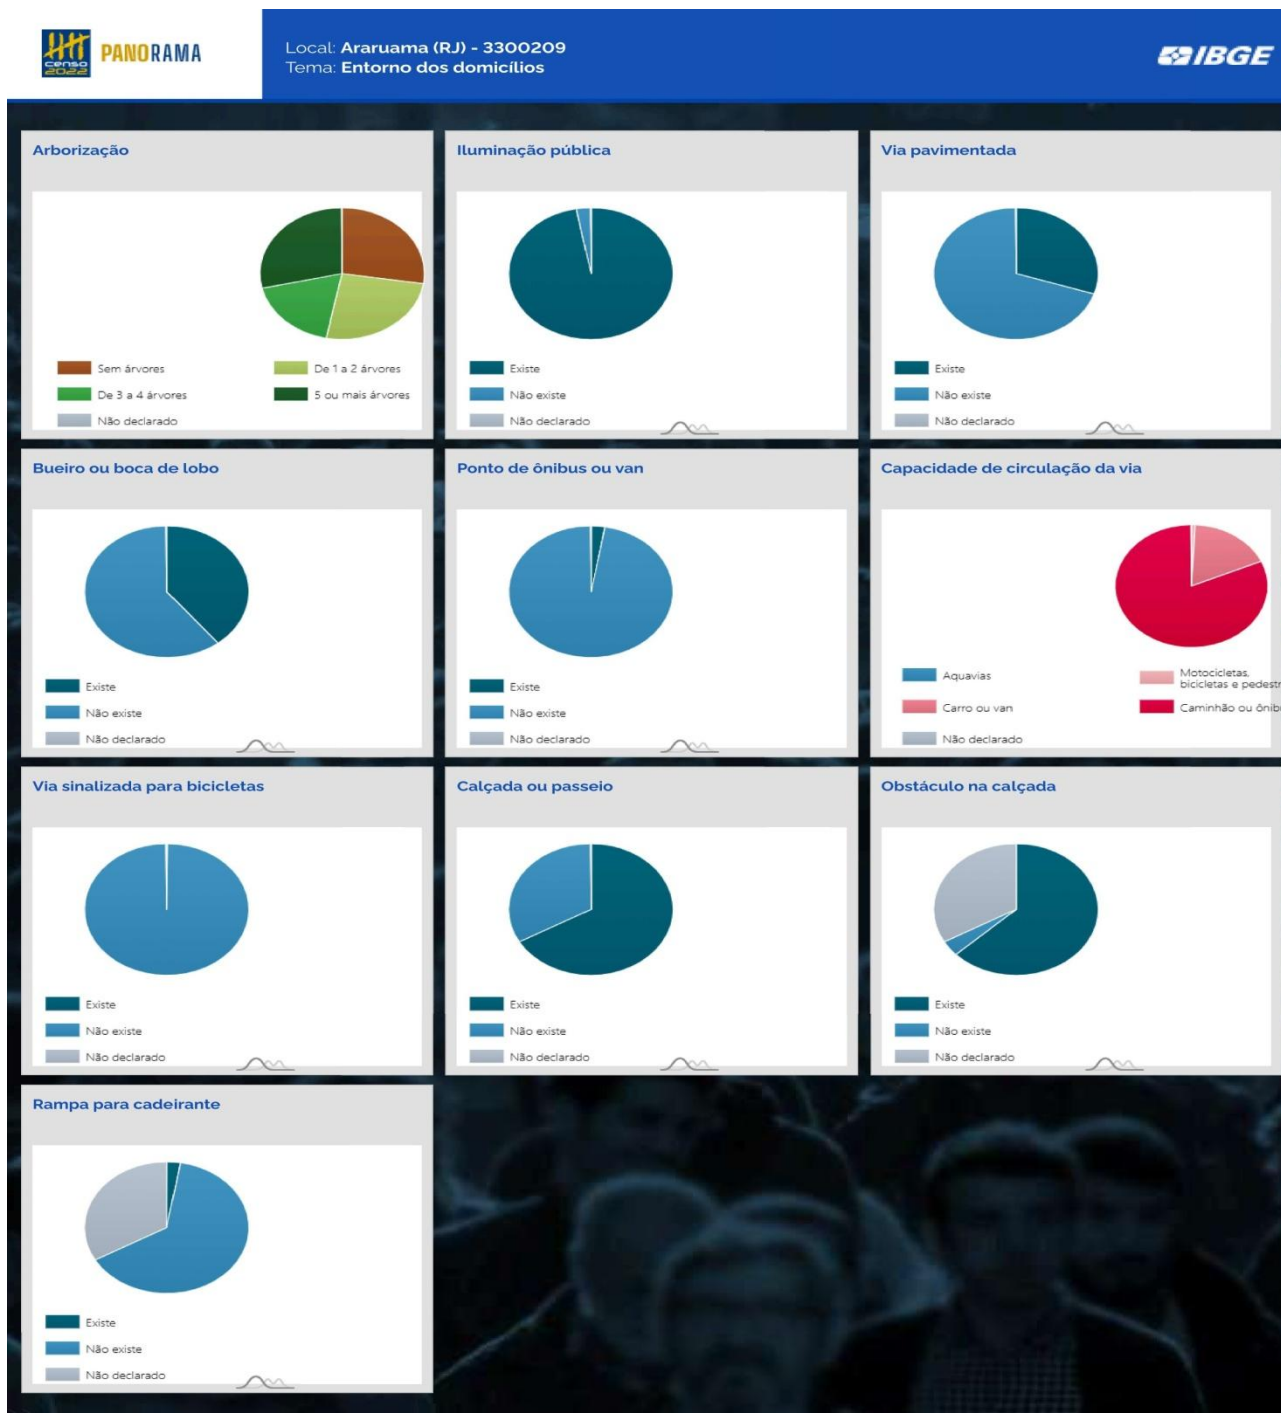 censo
2022
PANORAMA
Local: Araruama (RJ) - 3300209
Tema: Entorno dos domicílios
IBGE
Arborização
Sem árvores
De 1 a 2 árvores
De 3 a 4 árvores
5 ou mais árvores
Não declarado
Iluminação pública
Existe
Não existe
Não declarado
Via pavimentada
Existe
Não existe
Não declarado
Bueiro ou boca de lobo
Existe
Não existe
Não declarado
Ponto de ônibus ou van
Existe
Não existe
Não declarado
Capacidade de circulação da via
Aquavias
Motocicletas,
bicicletas e pedestr
Carro ou van
Caminhão ou ônib
Não declarado
Via sinalizada para bicicletas
Existe
Não existe
Não declarado
Calçada ou passeio
Existe
Não existe
Não declarado
Obstáculo na calçada
Existe
Não existe
Não declarado
Rampa para cadeirante
Existe
Não existe
Não declarado